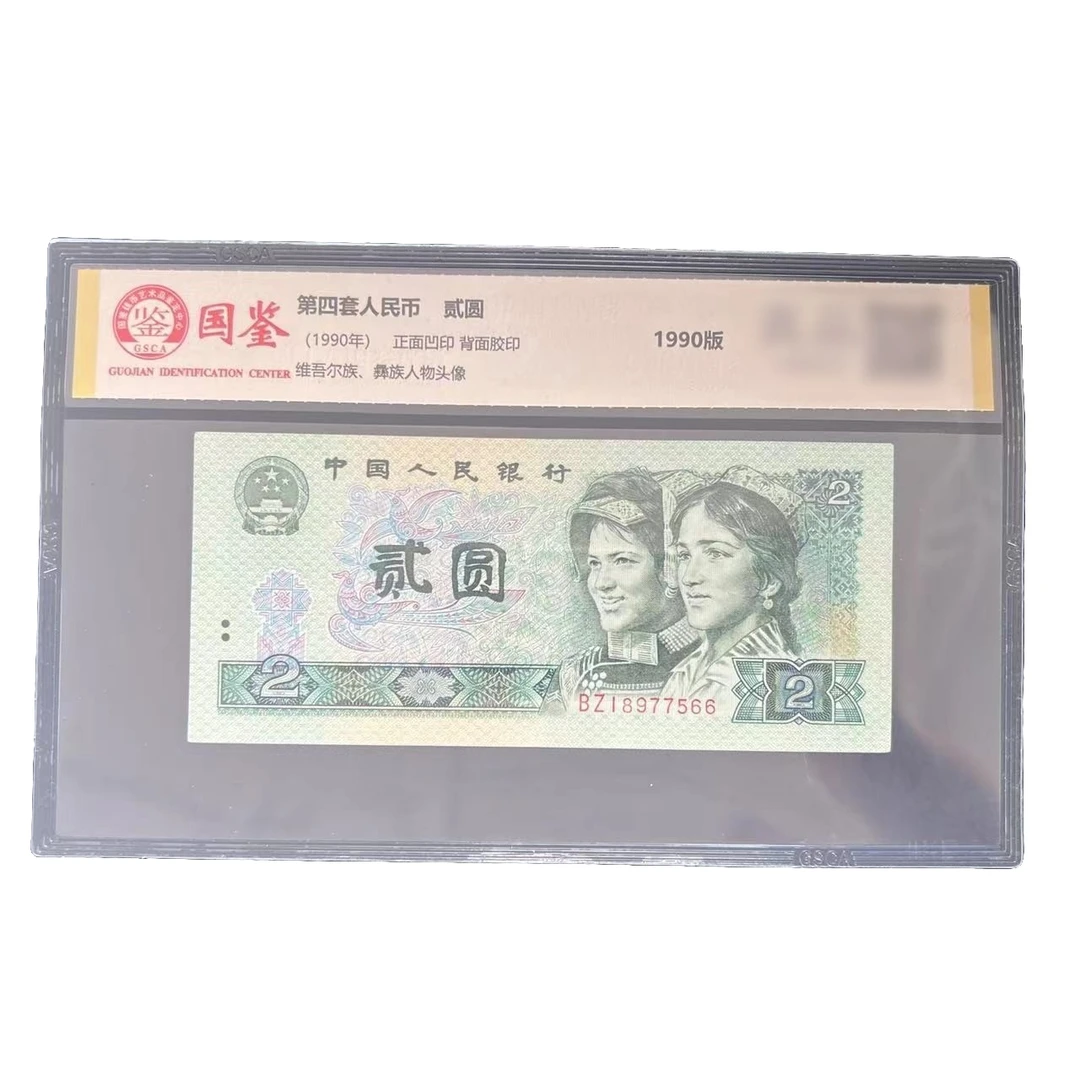 国鉴
GSCA
GUOJIAN IDENTIFICATION CENTER
第四套人民币 贰圆
(1990年) 正面凹印 背面胶印
维吾尔族、彝族人物头像
1990版
中国人民银行
2
贰圆
2
BZ18977566
2
GSCA
GSCA